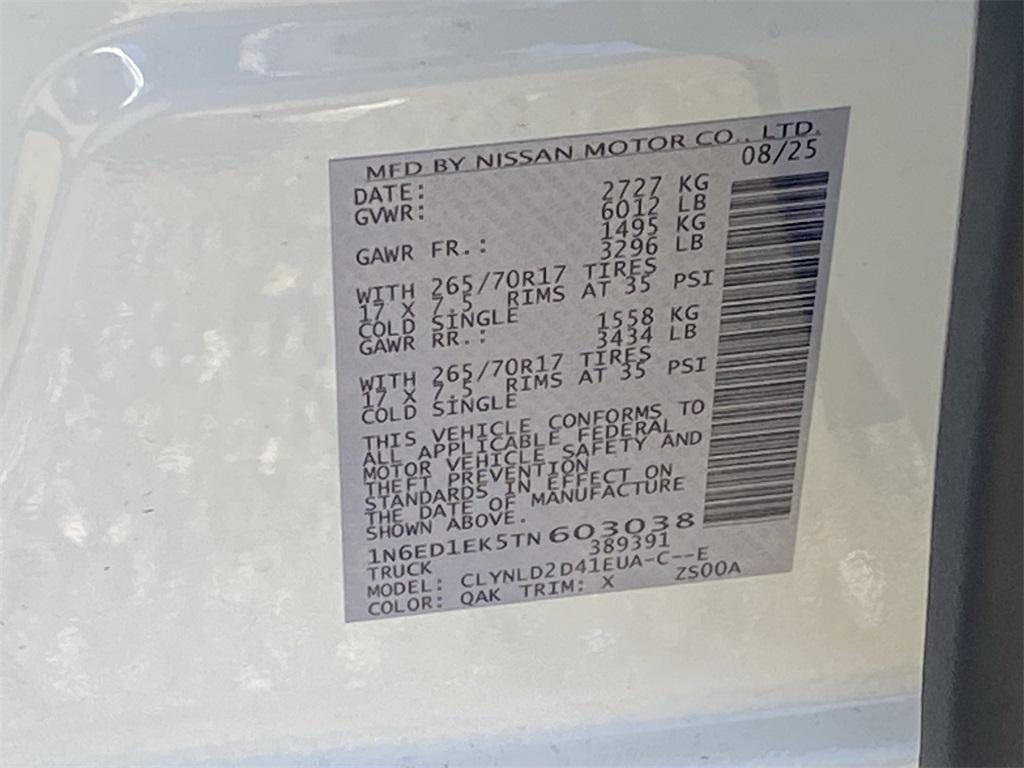 MFD BY NISSAN MOTOR CO., LTD.
DATE: 08/25
GVWR: 2727 KG
6012 LB
GAWR FR.: 1495 KG
3296 LB
WITH 265/70R17 TIRES
17 X 7.5 RIMS AT 35 PSI
COLD SINGLE
GAWR RR.: 1558 KG
3434 LB
WITH 265/70R17 TIRES
17 X 7.5 RIMS AT 35 PSI
COLD SINGLE
THIS VEHICLE CONFORMS TO
ALL APPLICABLE FEDERAL
MOTOR VEHICLE SAFETY AND
THEFT PREVENTION
STANDARDS IN EFFECT ON
THE DATE OF MANUFACTURE
SHOWN ABOVE.
1N6ED1EK5TN603038
TRUCK 389391
MODEL: CLYNLD2D41EUA-C--E
COLOR: QAK TRIM: X ZS00A